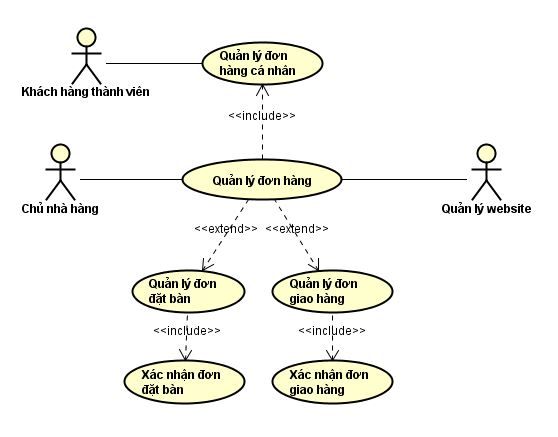 Quản lý đơn
hàng cá nhân
Khách hàng thành viên
<<include>>
Quản lý đơn hàng
Chủ nhà hàng
Quản lý website
<<extend>>
<<extend>>
Quản lý đơn
đặt bàn
Quản lý đơn
giao hàng
<<include>>
<<include>>
Xác nhận đơn
đặt bàn
Xác nhận đơn
giao hàng